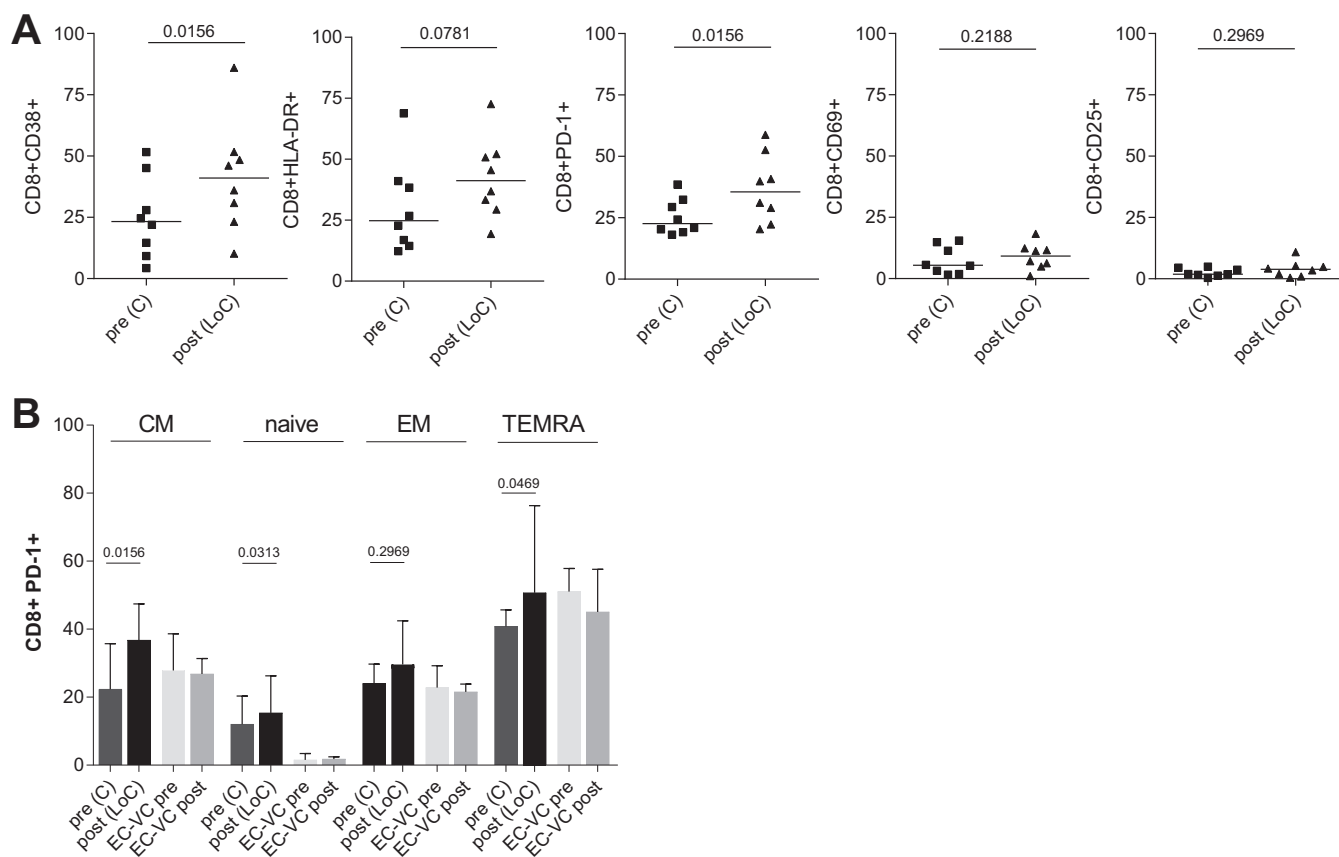 A
0.0156
0.0781
0.0156
0.2188
0.2969
CD8+CD38+
100
75
50
25
0
pre (C)
post (LoC)
CD8+HLA-DR+
100
75
50
25
0
pre (C)
post (LoC)
CD8+PD-1+
100
75
50
25
0
pre (C)
post (LoC)
CD8+CD69+
100
75
50
25
0
pre (C)
post (LoC)
CD8+CD25+
100
75
50
25
0
pre (C)
post (LoC)
B
CM
naive
EM
TEMRA
CD8+ PD-1+
100
80
60
40
20
0
0.0156
0.0313
0.2969
0.0469
pre (C)
post (LoC)
EC-VC pre
EC-VC post
pre (C)
post (LoC)
EC-VC pre
EC-VC post
pre (C)
post (LoC)
EC-VC pre
EC-VC post
pre (C)
post (LoC)
EC-VC pre
EC-VC post